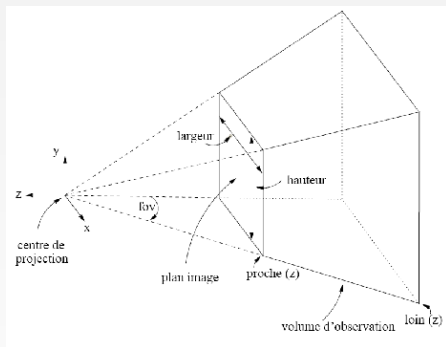 largeur
y
hauteur
z
fov
x
centre de
projection
plan image
proche (z)
loin (z)
volume d'observation